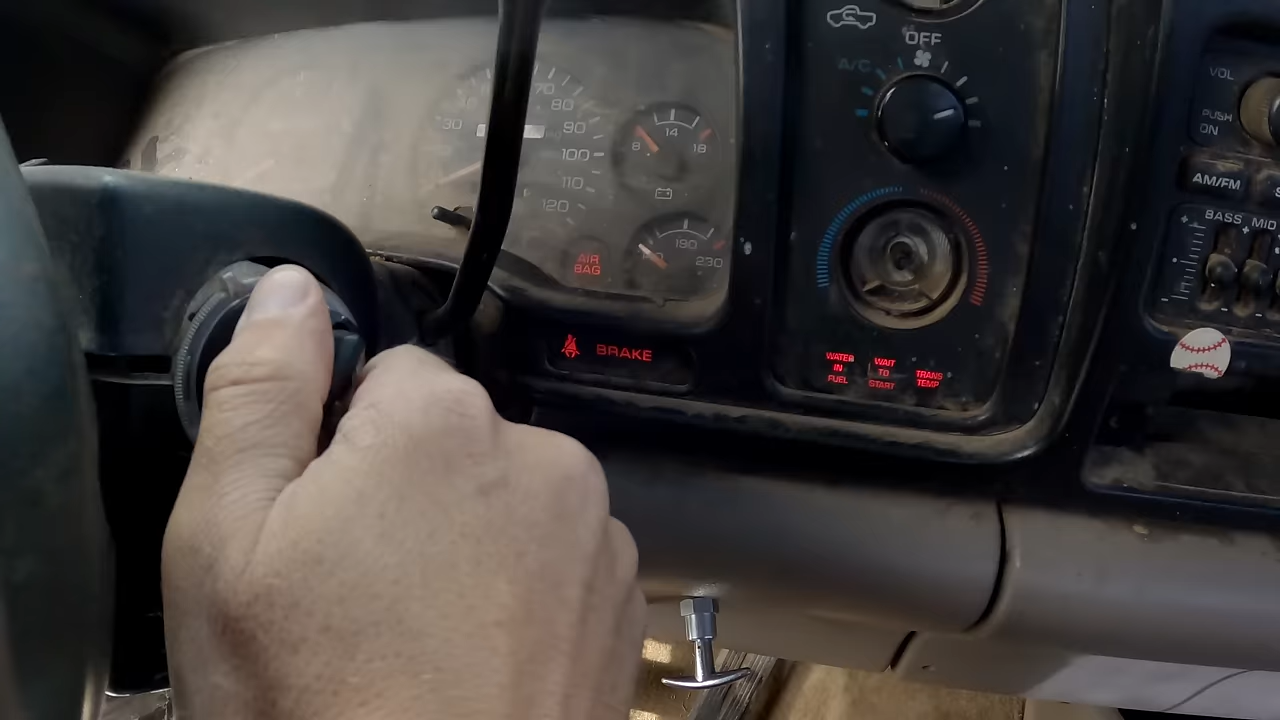 OFF
A/C
VOL
PUSH
ON
AM/FM
BASS MID
70
80
30
90
100
110
120
8 14 18
190
230
AIR
BAG
BRAKE
WATER
IN
FUEL
WAIT
TO
START
TRANS
TEMP